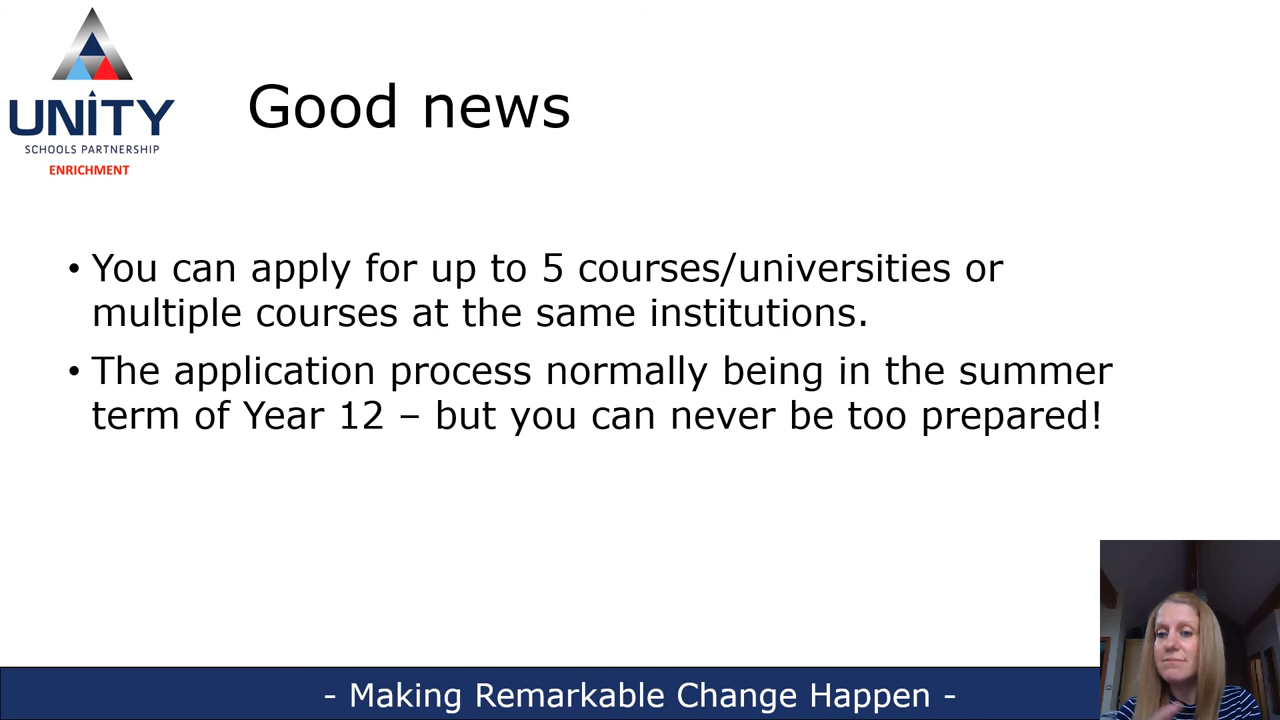 UNITY
SCHOOLS PARTNERSHIP
ENRICHMENT
Good news
• You can apply for up to 5 courses/universities or
multiple courses at the same institutions.
• The application process normally being in the summer
term of Year 12 – but you can never be too prepared!
- Making Remarkable Change Happen -